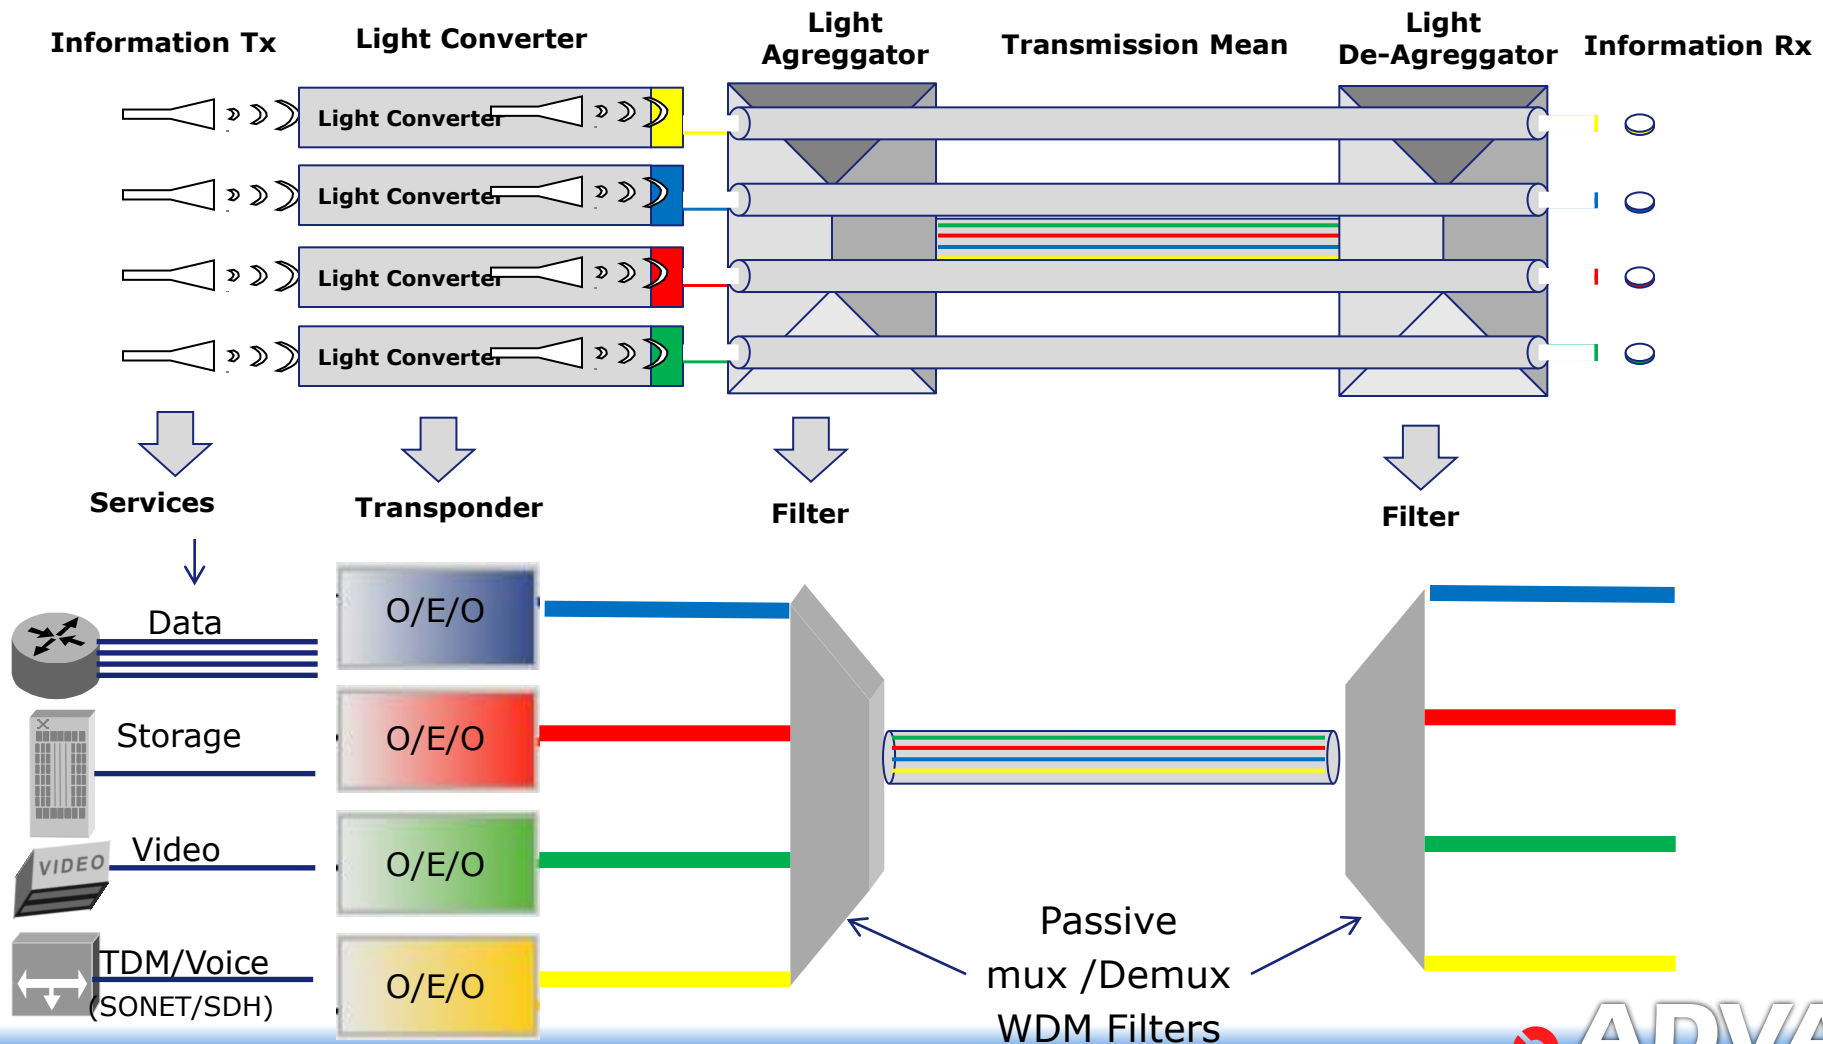 Information Tx
Light Converter
Light
Agreggator
Transmission Mean
Light
De-Agreggator
Information Rx
Light Converter
Light Converter
Light Converter
Light Converter
Services
Transponder
Filter
Filter
Data
O/E/O
Storage
O/E/O
Video
VIDEO
O/E/O
TDM/Voice
(SONET/SDH)
O/E/O
Passive
mux /Demux
WDM Filters
ADVA